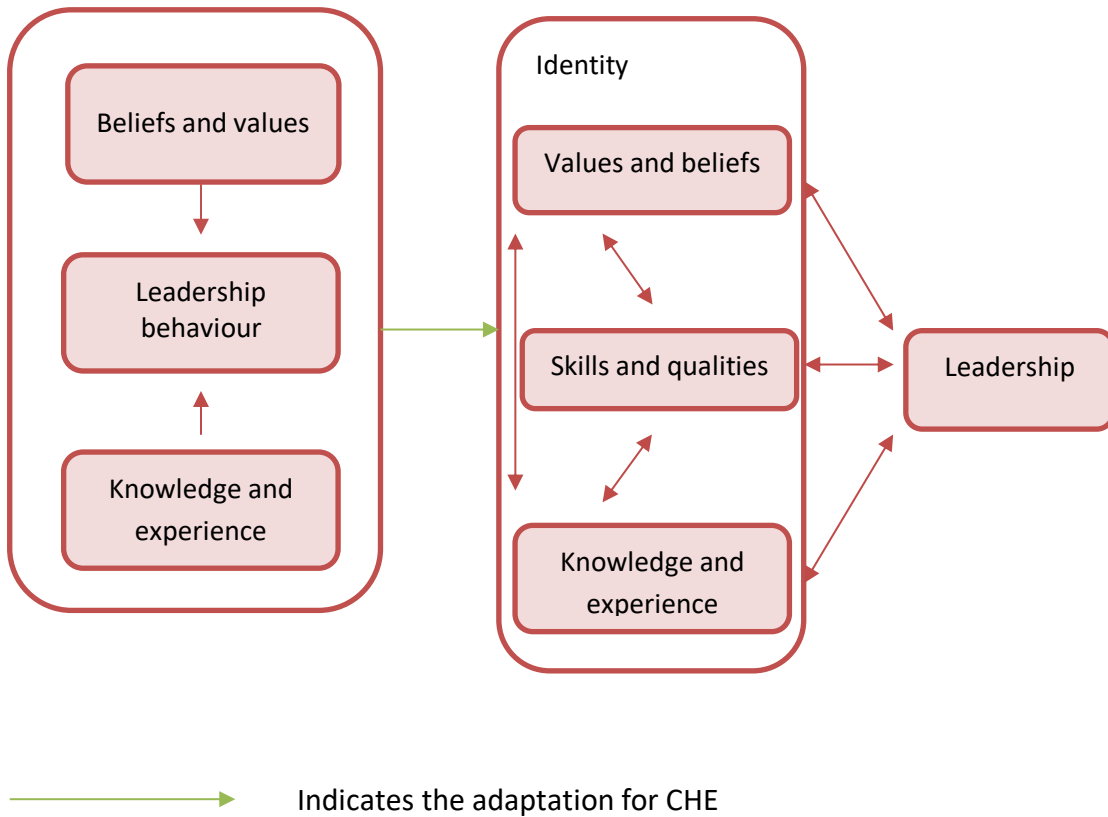 Beliefs and values
Leadership
behaviour
Knowledge and
experience
Identity
Values and beliefs
Skills and qualities
Knowledge and
experience
Leadership
Indicates the adaptation for CHE